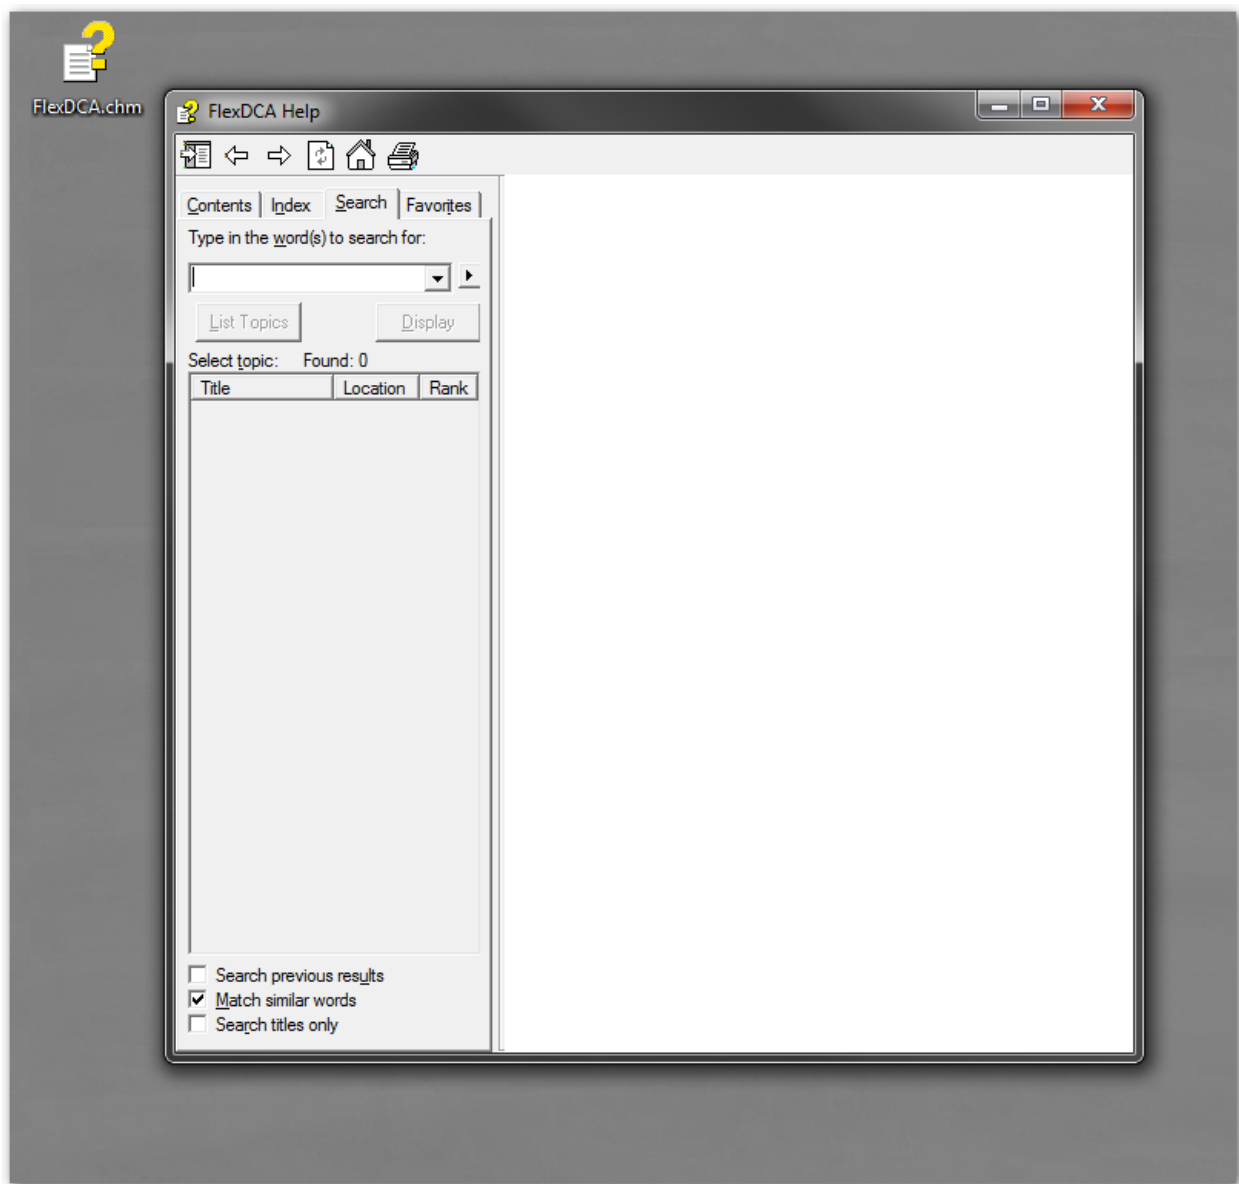 FlexDCA.chm
FlexDCA Help
Contents Index Search Favorites
Type in the word(s) to search for:
List Topics Display
Select topic: Found: 0
Title Location Rank
Search previous results
Match similar words
Search titles only